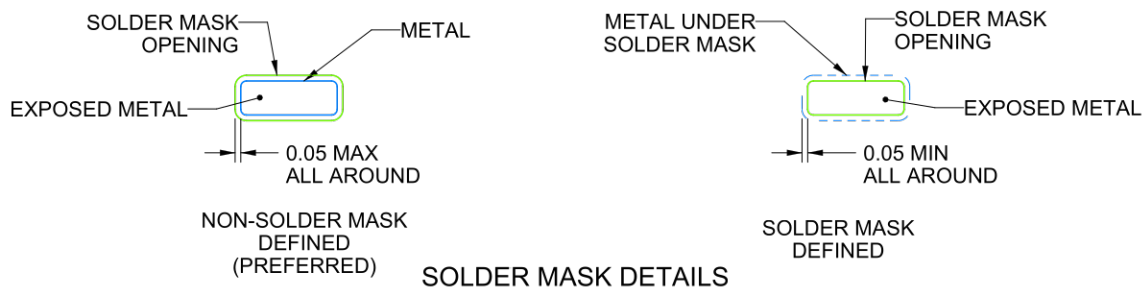 SOLDER MASK
OPENING
METAL
EXPOSED METAL
0.05 MAX
ALL AROUND
NON-SOLDER MASK
DEFINED
(PREFERRED)
METAL UNDER
SOLDER MASK
SOLDER MASK
OPENING
EXPOSED METAL
0.05 MIN
ALL AROUND
SOLDER MASK
DEFINED
SOLDER MASK DETAILS